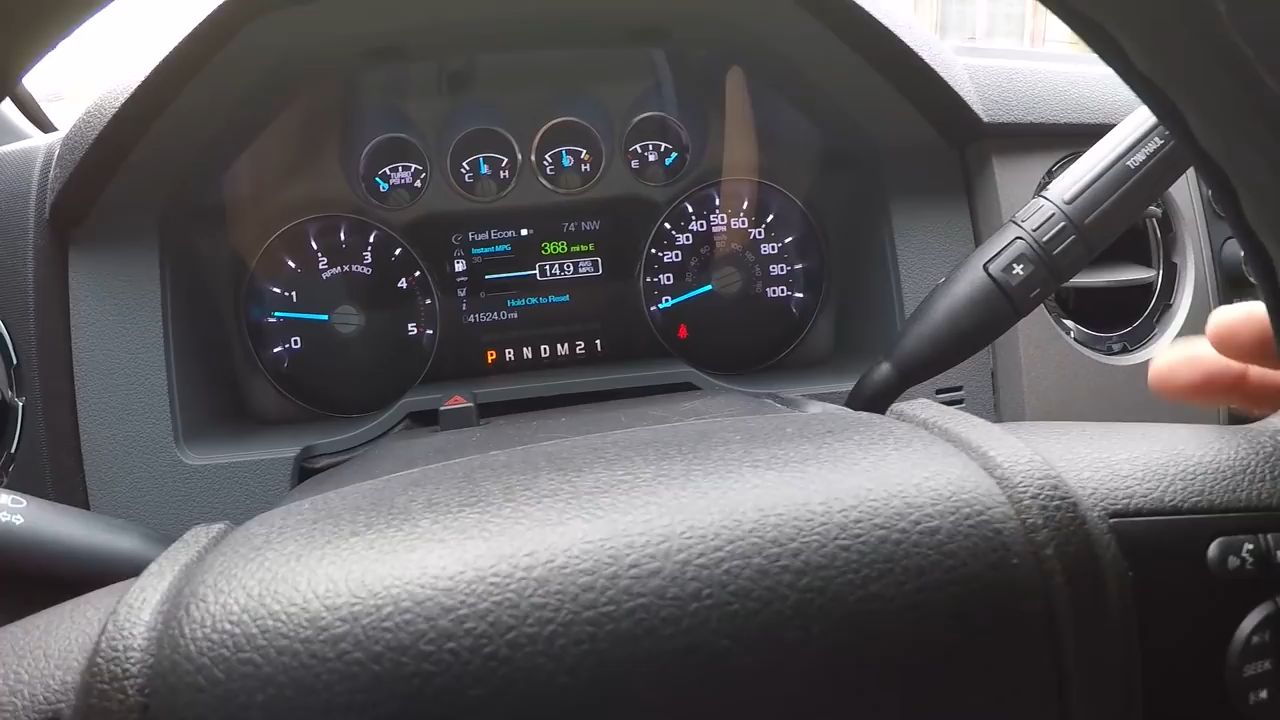 TURBO
PSI x 10
0 4
C H
C H
E
Fuel Econ. 74° NW
Instant MPG 368 mi to E
30
14.9 AVG MPG
0
Hold OK to Reset
41524.0 mi
P R N D M 2 1
0 1 2 3 4 5
RPM X 1000
0 10 20 30 40 50 60 70 80 90 100
MPH
TOW/HAUL
+
SEEK